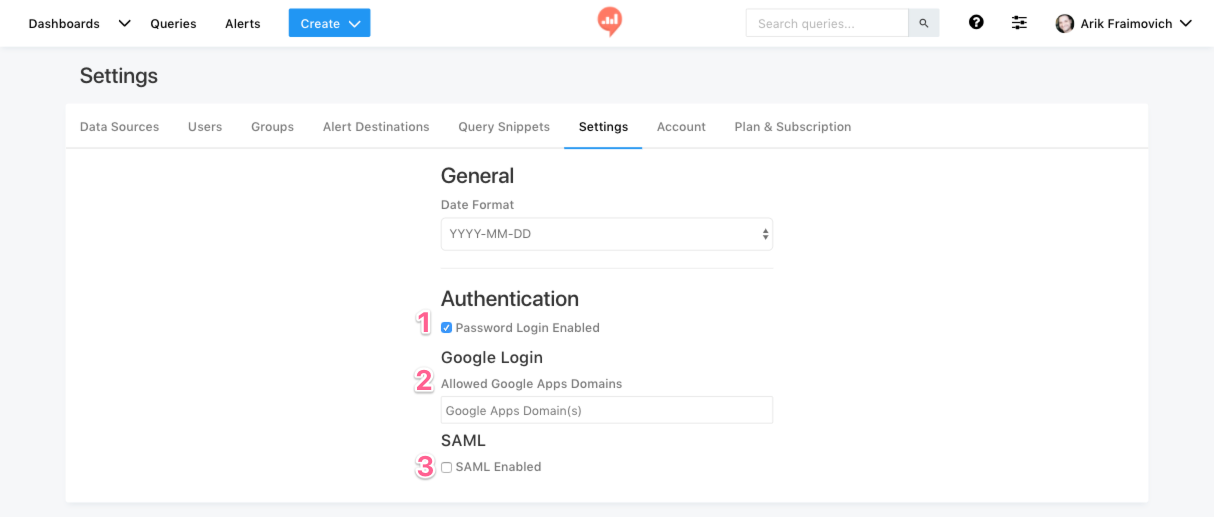 Dashboards Queries Alerts Create Search queries... Arik Fraimovich
Settings
Data Sources Users Groups Alert Destinations Query Snippets Settings Account Plan & Subscription
General
Date Format
YYYY-MM-DD
Authentication
1 Password Login Enabled
Google Login
2 Allowed Google Apps Domains
Google Apps Domain(s)
SAML
3 SAML Enabled